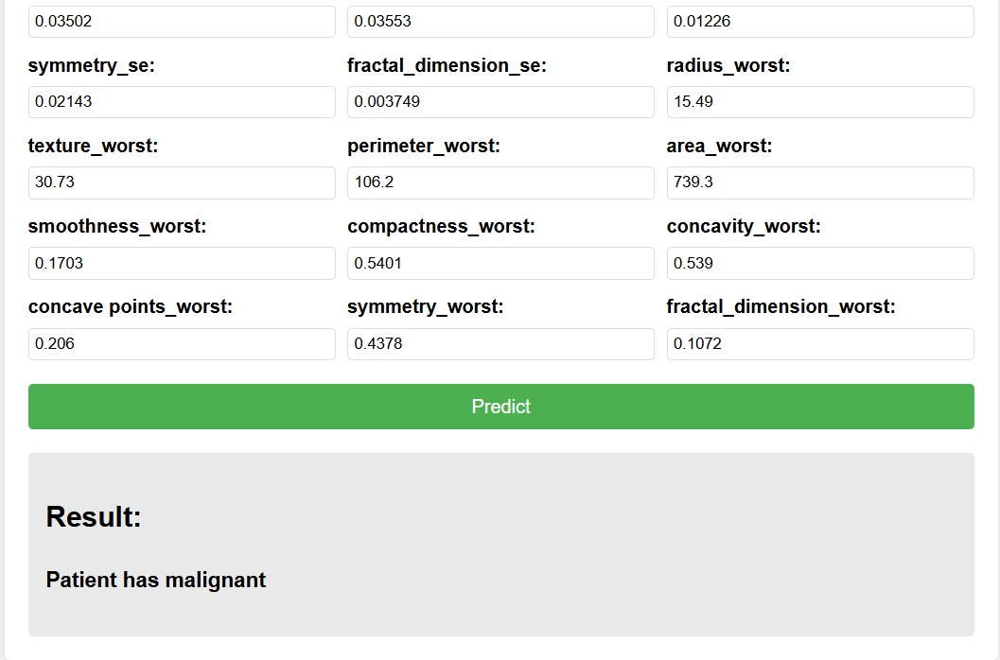 0.03502 0.03553 0.01226
symmetry_se: fractal_dimension_se: radius_worst:
0.02143 0.003749 15.49
texture_worst: perimeter_worst: area_worst:
30.73 106.2 739.3
smoothness_worst: compactness_worst: concavity_worst:
0.1703 0.5401 0.539
concave points_worst: symmetry_worst: fractal_dimension_worst:
0.206 0.4378 0.1072
Predict
Result:
Patient has malignant